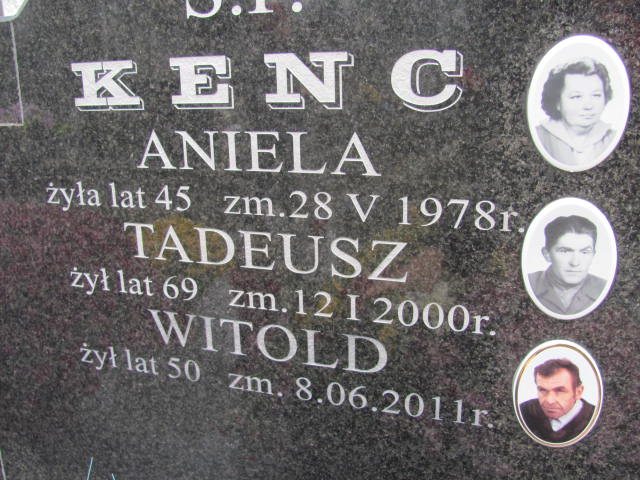 Ś.P.
KENC
ANIELA
żyła lat 45 zm.28 V 1978r.
TADEUSZ
żył lat 69 zm.12 I 2000r.
WITOLD
żył lat 50 zm. 8.06.2011r.